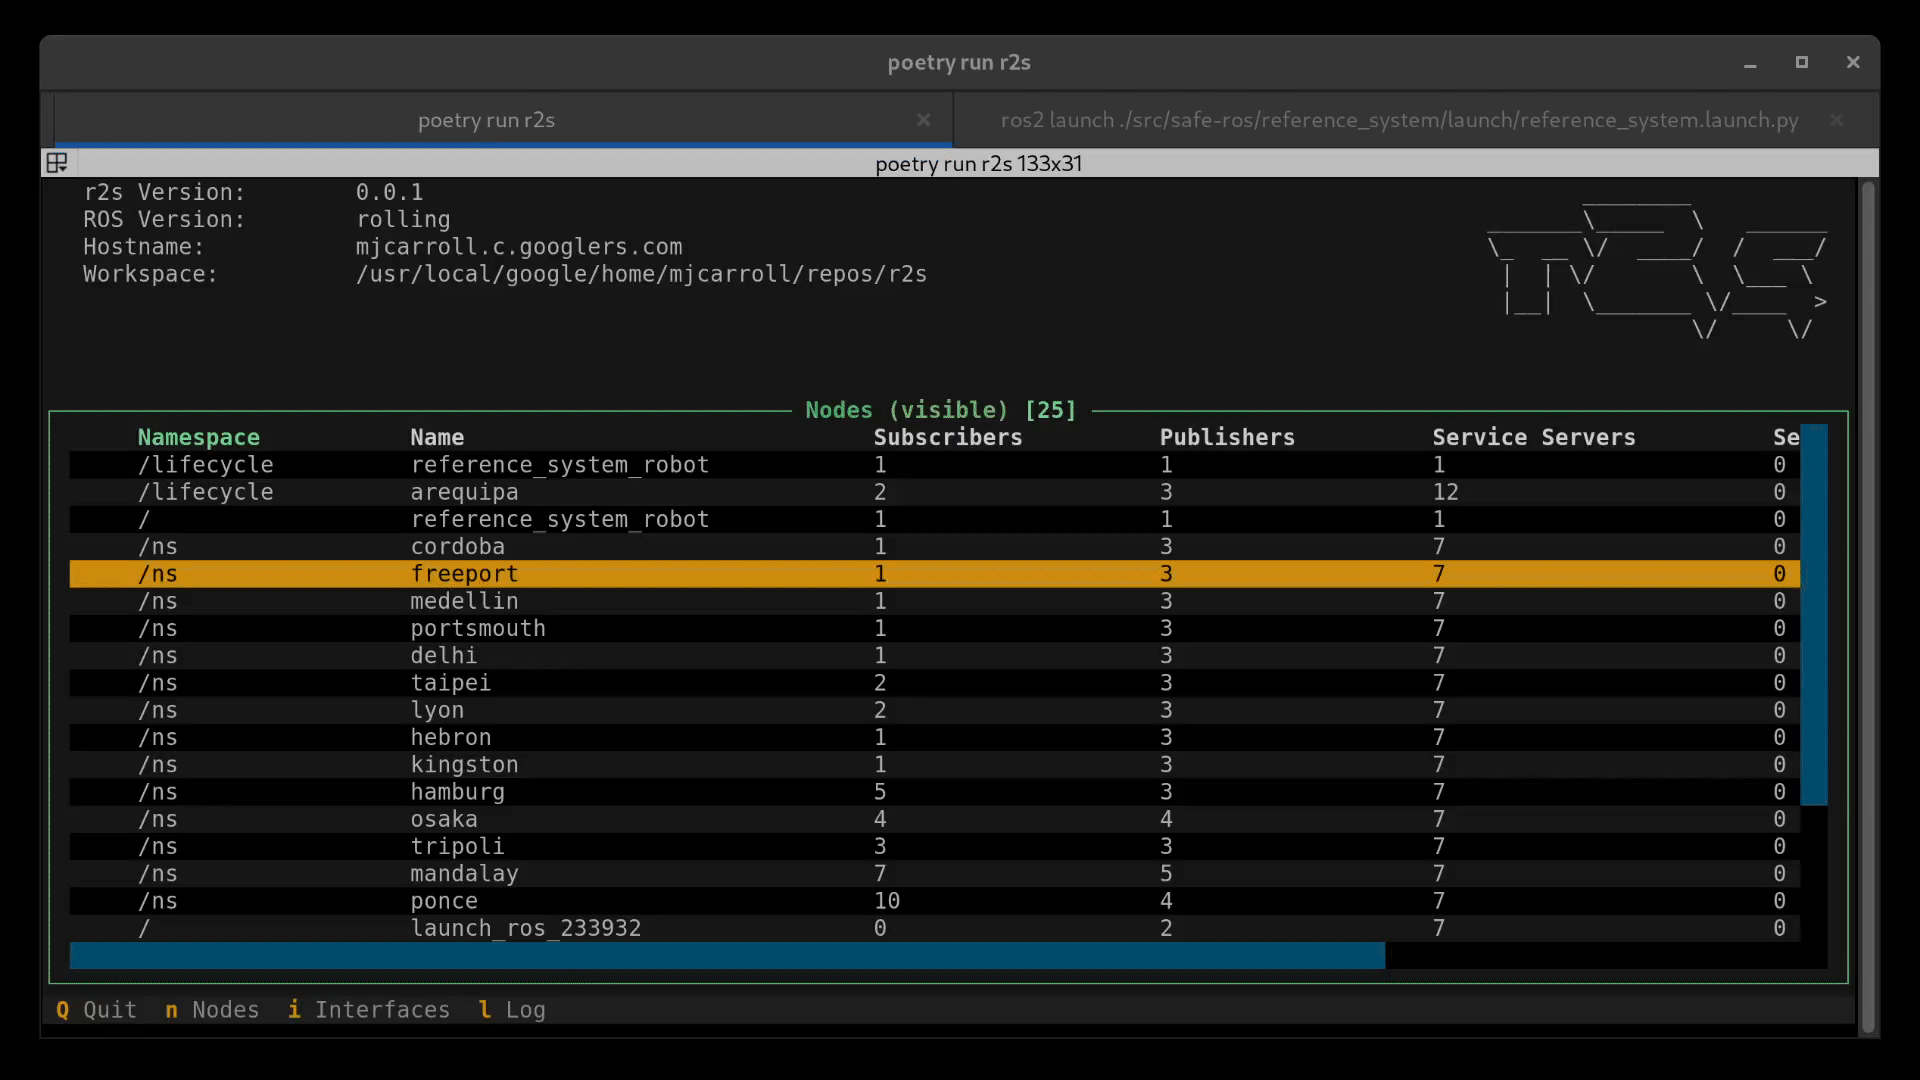 poetry run r2s
poetry run r2s
ros2 launch ./src/safe-ros/reference_system/launch/reference_system.launch.py
poetry run r2s 133x31
r2s Version: 0.0.1
ROS Version: rolling
Hostname: mjcarroll.c.googlers.com
Workspace: /usr/local/google/home/mjcarroll/repos/r2s
r2s
Nodes (visible) [25]
Namespace Name Subscribers Publishers Service Servers Se
/lifecycle reference_system_robot 1 1 1 0
/lifecycle arequipa 2 3 12 0
/ reference_system_robot 1 1 1 0
/ns cordoba 1 3 7 0
/ns freeport 1 3 7 0
/ns medellin 1 3 7 0
/ns portsmouth 1 3 7 0
/ns delhi 1 3 7 0
/ns taipei 2 3 7 0
/ns lyon 2 3 7 0
/ns hebron 1 3 7 0
/ns kingston 1 3 7 0
/ns hamburg 5 3 7 0
/ns osaka 4 4 7 0
/ns tripoli 3 3 7 0
/ns mandalay 7 5 7 0
/ns ponce 10 4 7 0
/ launch_ros_233932 0 2 7 0
Q Quit n Nodes i Interfaces l Log